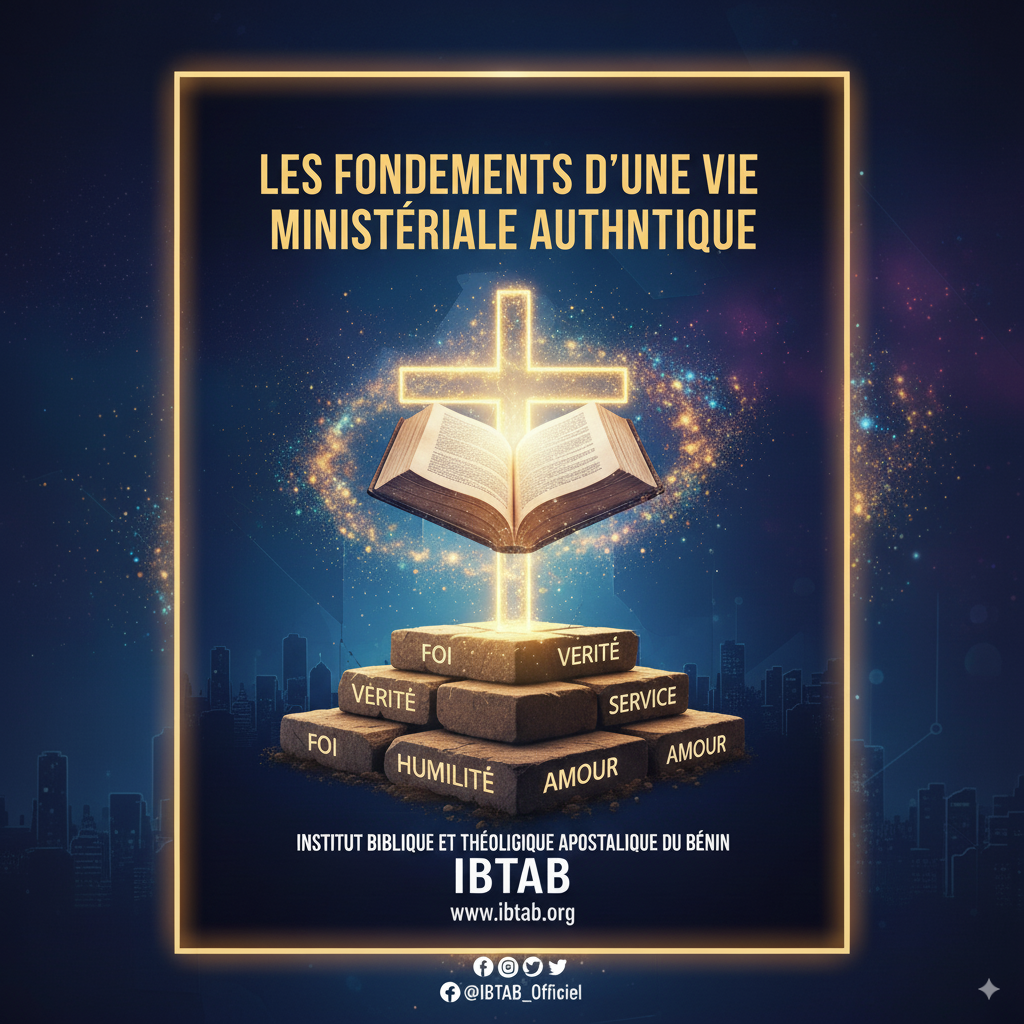 LES FONDEMENTS D'UNE VIE
MINISTÉRIALE AUTHNTIQUE
FOI
VERITÉ
VÉRITÉ
SERVICE
FOI
HUMILITÉ
AMOUR
AMOUR
INSTITUT BIBLIQUE ET THÉOLIGIQUE APOSTALIQUE DU BÉNIN
IBTAB
www.ibtab.org
@IBTAB_Officiel